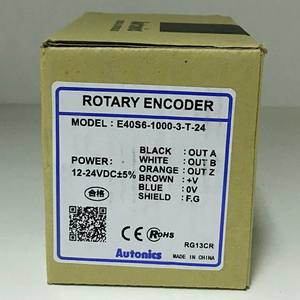 ROTARY ENCODER
MODEL : E40S6-1000-3-T-24
POWER:
12-24VDC±5%
BLACK :OUT A
WHITE :OUT B
ORANGE :OUT Z
BROWN :+V
BLUE :0V
SHIELD :F.G
合格
Autonics
CE RoHS
RG13CR
MADE IN CHINA